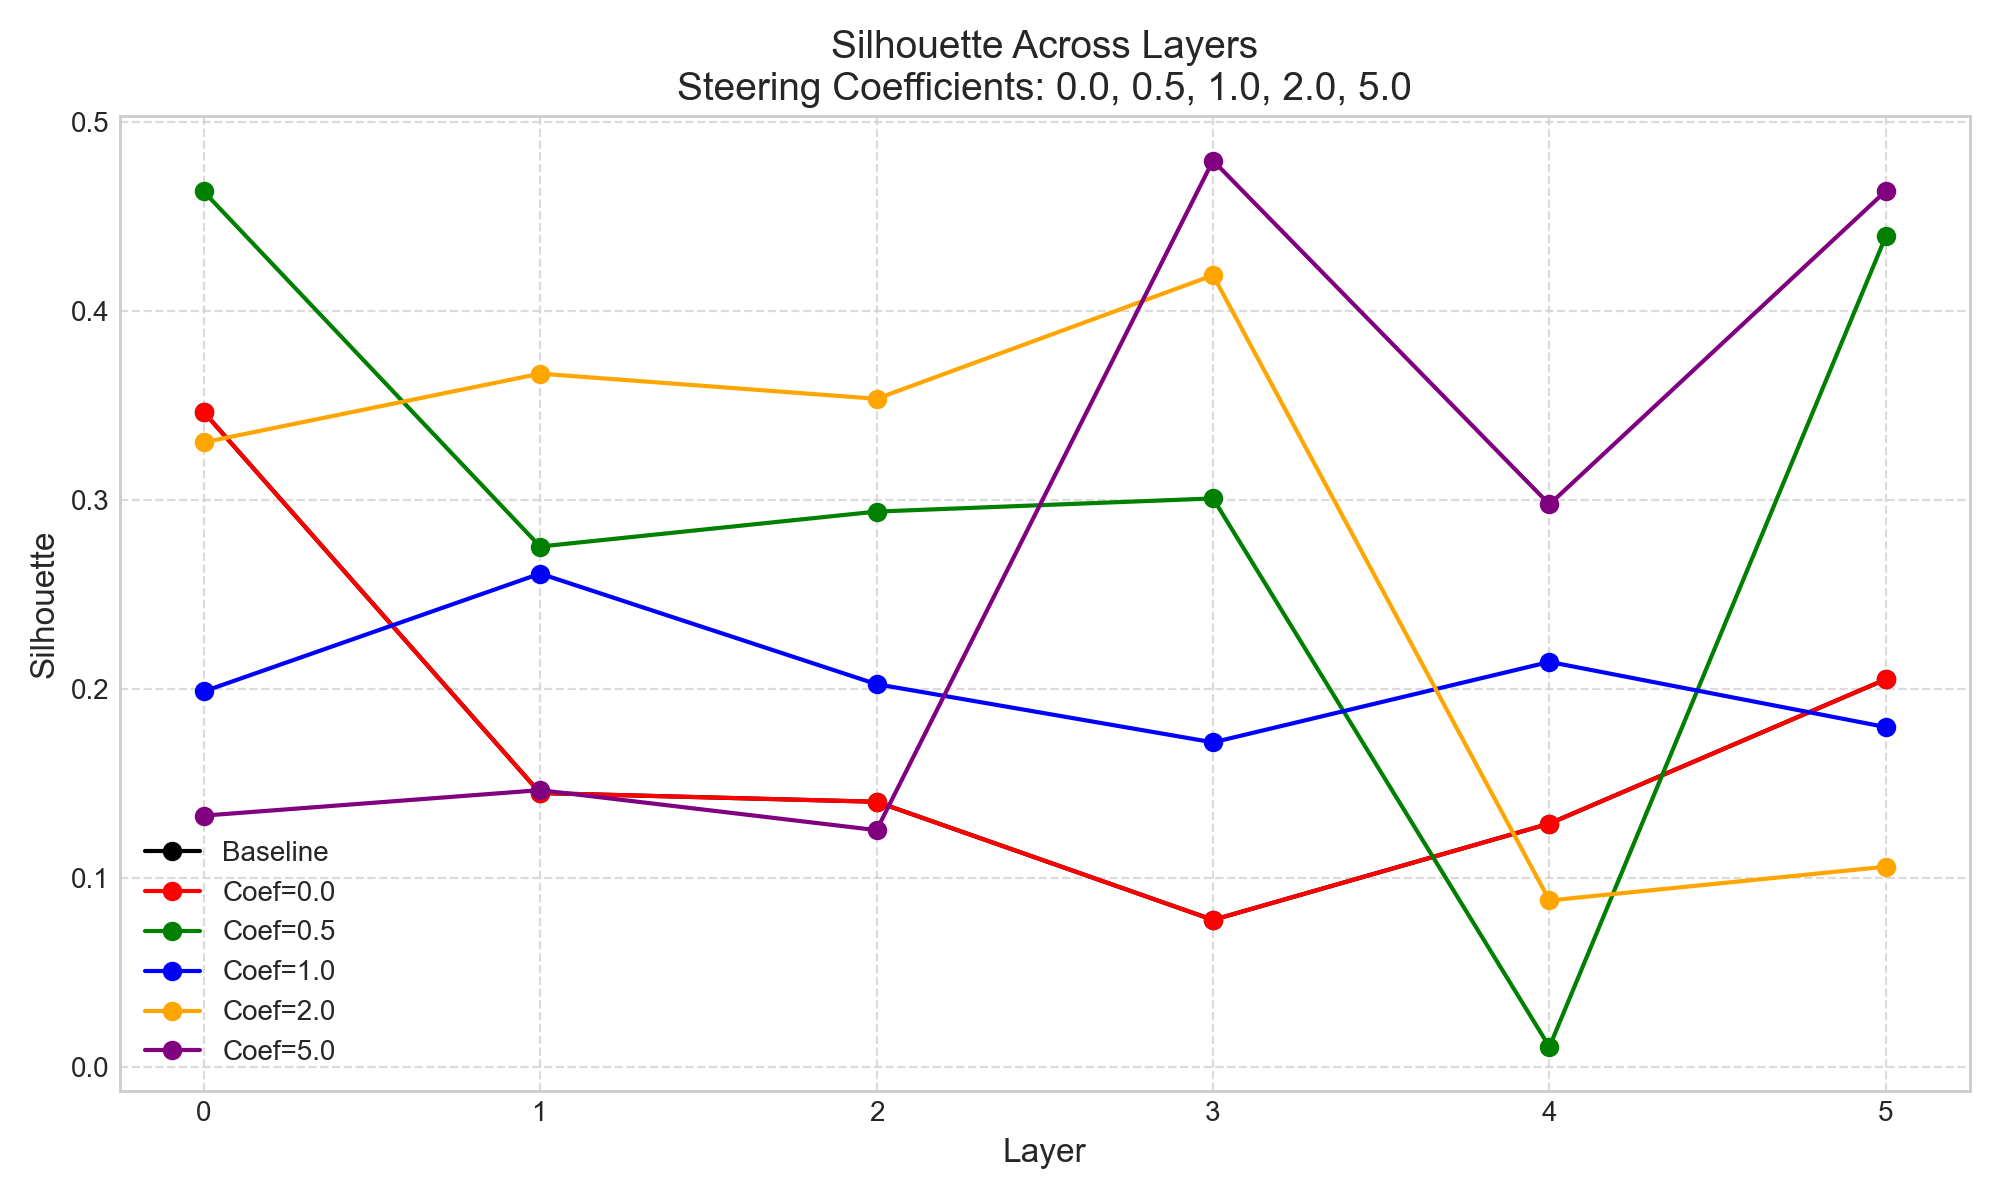 Silhouette Across Layers
Steering Coefficients: 0.0, 0.5, 1.0, 2.0, 5.0
0.5
0.4
0.3
0.2
0.1
0.0
Silhouette
Baseline
Coef=0.0
Coef=0.5
Coef=1.0
Coef=2.0
Coef=5.0
0 1 2 3 4 5
Layer